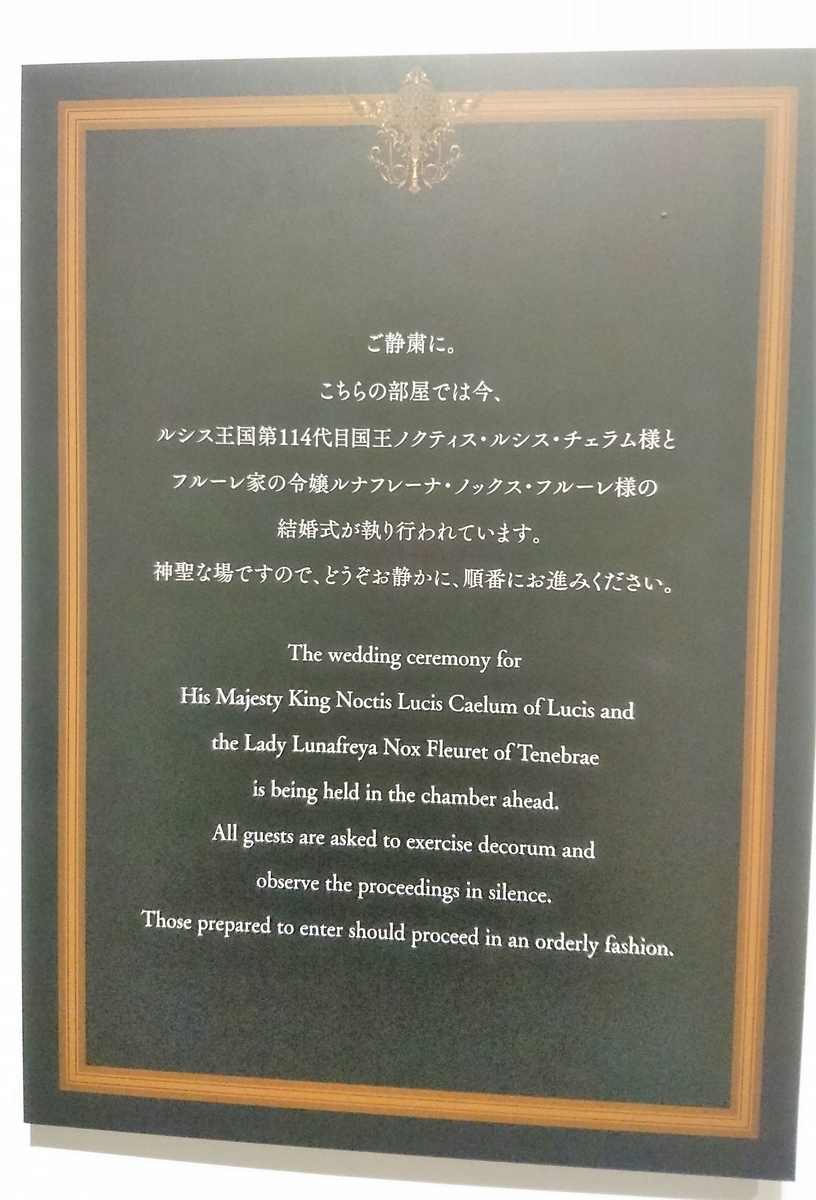 ご静粛に。
こちらの部屋では今、
ルシス王国第114代目国王ノクティス・ルシス・チェラム様と
フルーレ家の令嬢ルナフレーナ・ノックス・フルーレ様の
結婚式が執り行われています。
神聖な場ですので、どうぞお静かに、順番にお進みください。
The wedding ceremony for
His Majesty King Noctis Lucis Caelum of Lucis and
the Lady Lunafreya Nox Fleuret of Tenebrae
is being held in the chamber ahead.
All guests are asked to exercise decorum and
observe the proceedings in silence.
Those prepared to enter should proceed in an orderly fashion.